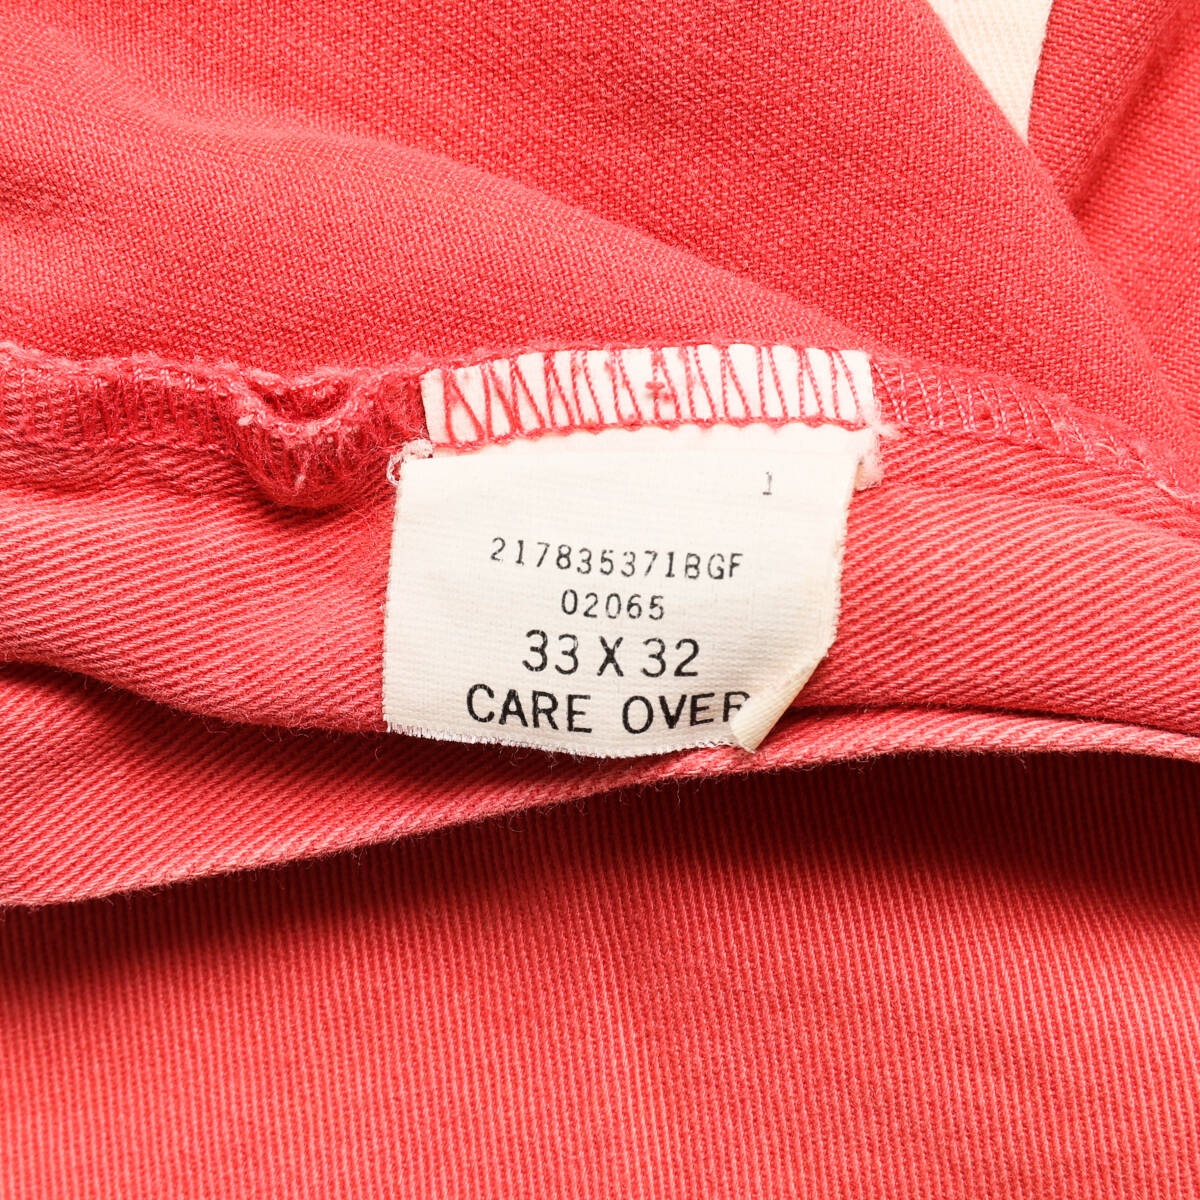 1
217835371BGF
02065
33 X 32
CARE OVER